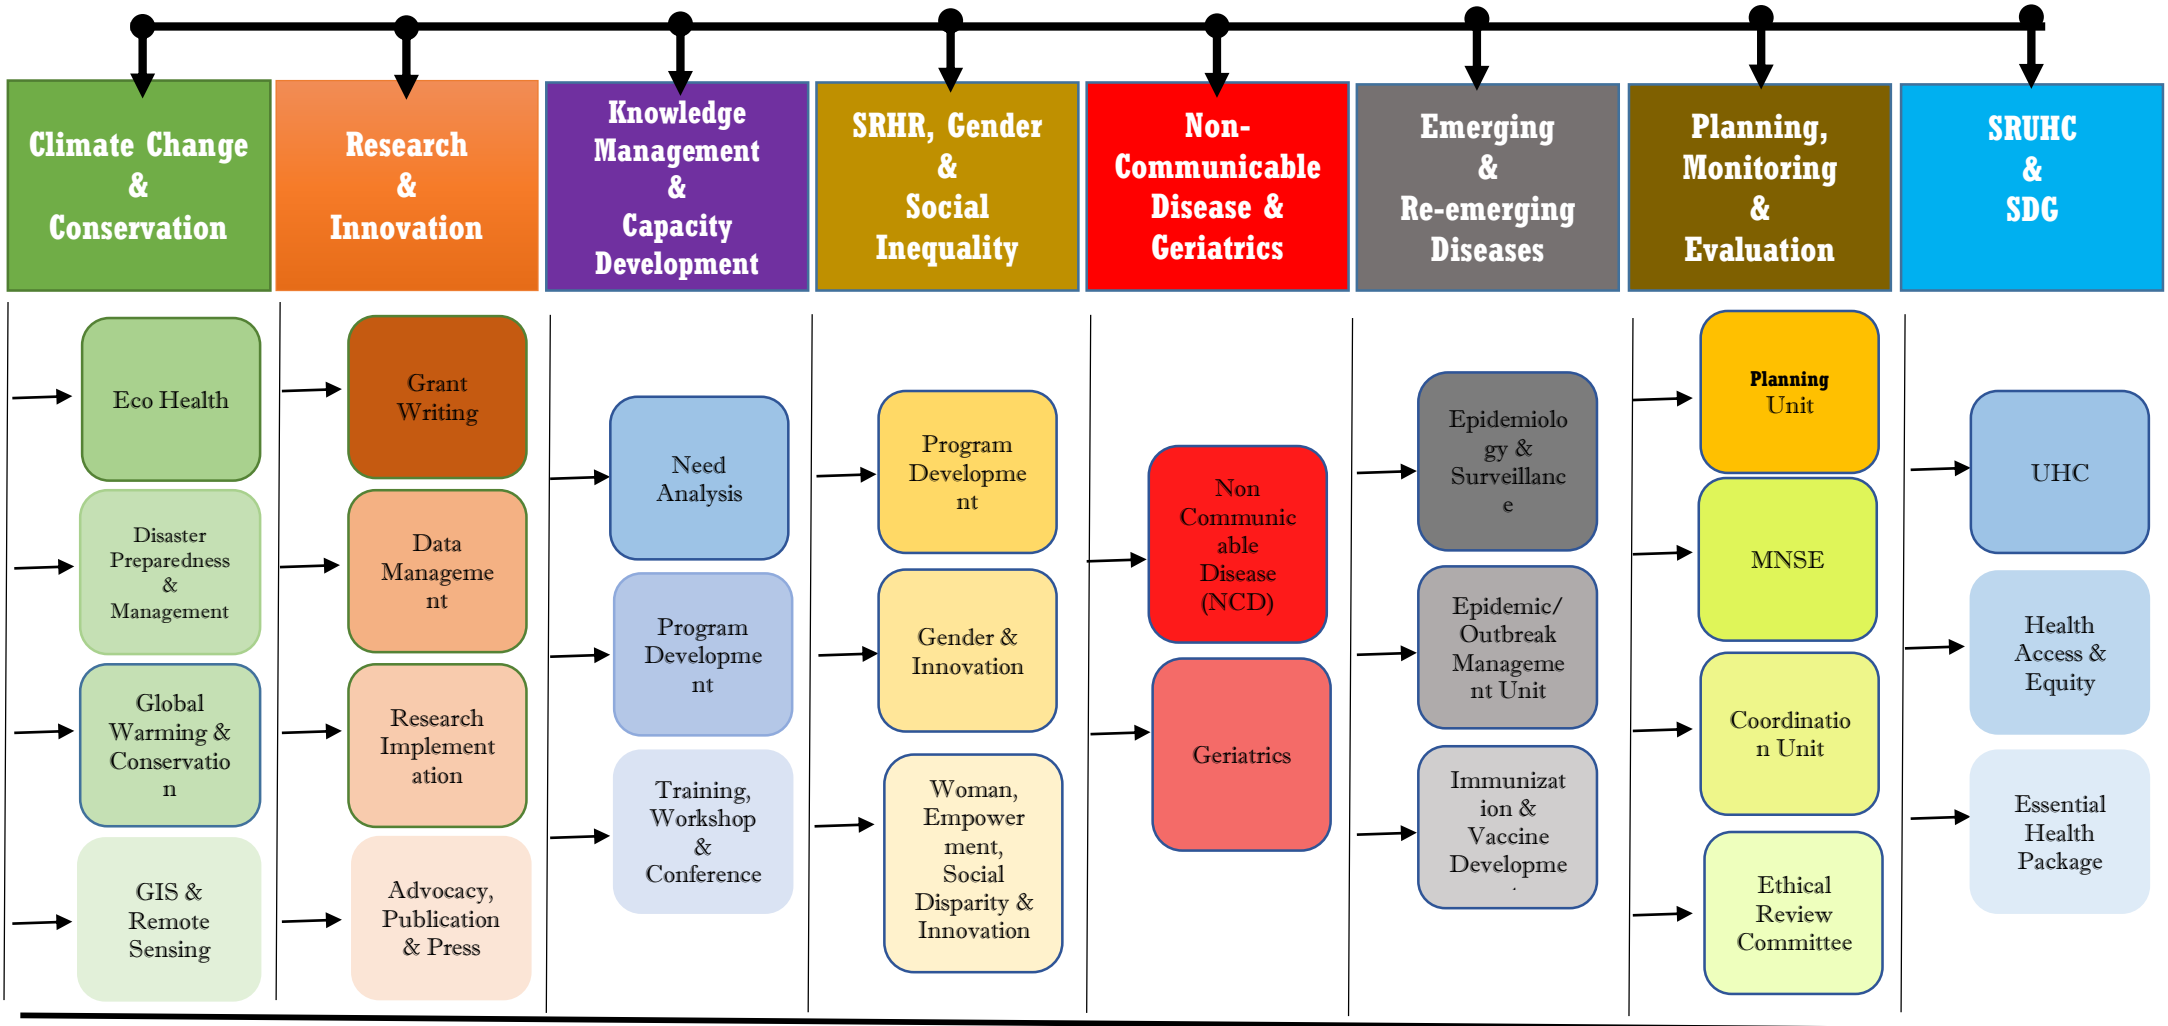 Climate Change
&
Conservation
Research
&
Innovation
Knowledge
Management
&
Capacity
Development
SRHR, Gender
&
Social
Inequality
Non-
Communicable
Disease &
Geriatrics
Emerging
&
Re-emerging
Diseases
Planning,
Monitoring
&
Evaluation
SRUHC
&
SDG
Eco Health
Disaster
Preparedness
&
Management
Global
Warming &
Conservatio
n
GIS &
Remote
Sensing
Grant
Writing
Data
Manageme
nt
Research
Implement
ation
Advocacy,
Publication
& Press
Need
Analysis
Program
Developme
nt
Training,
Workshop
&
Conference
Program
Developme
nt
Gender &
Innovation
Woman,
Empower
ment,
Social
Disparity &
Innovation
Non
Communic
able
Disease
(NCD)
Geriatrics
Epidemiolo
gy &
Surveillanc
e
Epidemic/
Outbreak
Manageme
nt Unit
Immunizat
ion &
Vaccine
Developme
Planning
Unit
MNSE
Coordinatio
n Unit
Ethical
Review
Committee
UHC
Health
Access &
Equity
Essential
Health
Package